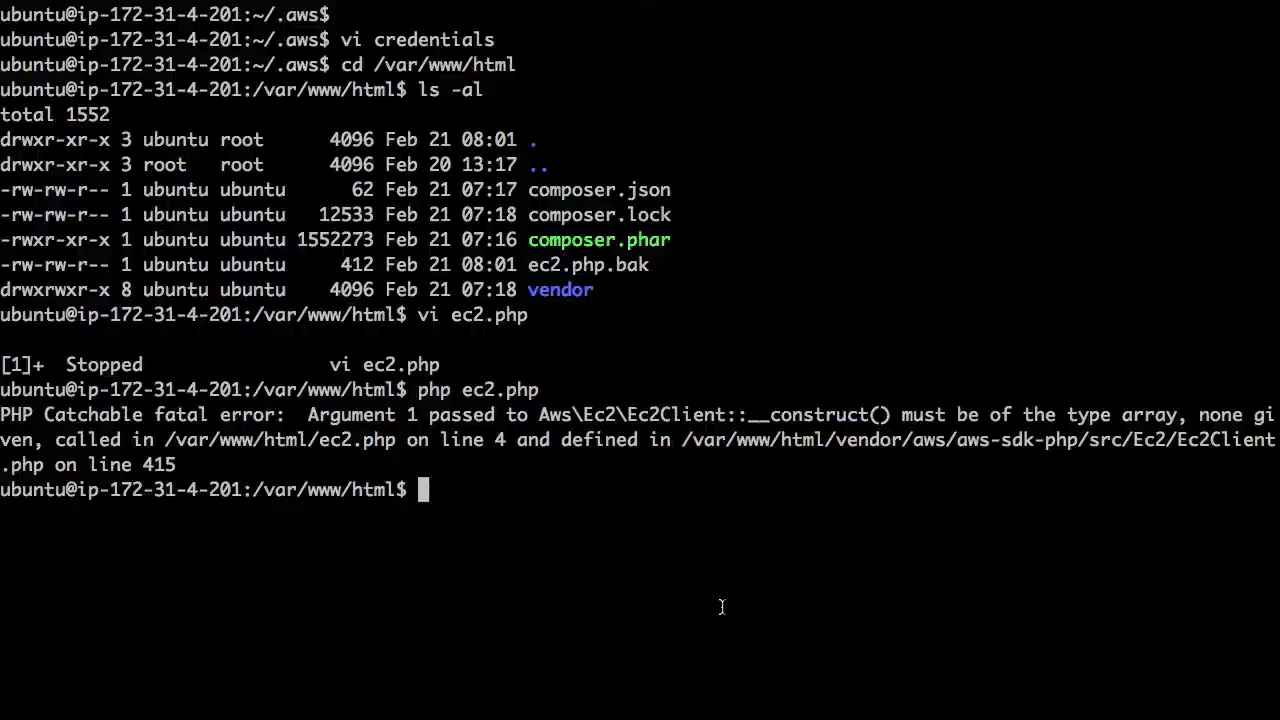 ubuntu@ip-172-31-4-201:~/.aws$
ubuntu@ip-172-31-4-201:~/.aws$ vi credentials
ubuntu@ip-172-31-4-201:~/.aws$ cd /var/www/html
ubuntu@ip-172-31-4-201:/var/www/html$ ls -al
total 1552
drwxr-xr-x 3 ubuntu root      4096 Feb 21 08:01 .
drwxr-xr-x 3 root   root      4096 Feb 20 13:17 ..
-rw-rw-r-- 1 ubuntu ubuntu      62 Feb 21 07:17 composer.json
-rw-rw-r-- 1 ubuntu ubuntu   12533 Feb 21 07:18 composer.lock
-rwxr-xr-x 1 ubuntu ubuntu 1552273 Feb 21 07:16 composer.phar
-rw-rw-r-- 1 ubuntu ubuntu     412 Feb 21 08:01 ec2.php.bak
drwxrwxr-x 8 ubuntu ubuntu    4096 Feb 21 07:18 vendor
ubuntu@ip-172-31-4-201:/var/www/html$ vi ec2.php
[1]+  Stopped                 vi ec2.php
ubuntu@ip-172-31-4-201:/var/www/html$ php ec2.php
PHP Catchable fatal error:  Argument 1 passed to Aws\Ec2\Ec2Client::__construct() must be of the type array, none gi
ven, called in /var/www/html/ec2.php on line 4 and defined in /var/www/html/vendor/aws/aws-sdk-php/src/Ec2/Ec2Client
.php on line 415
ubuntu@ip-172-31-4-201:/var/www/html$